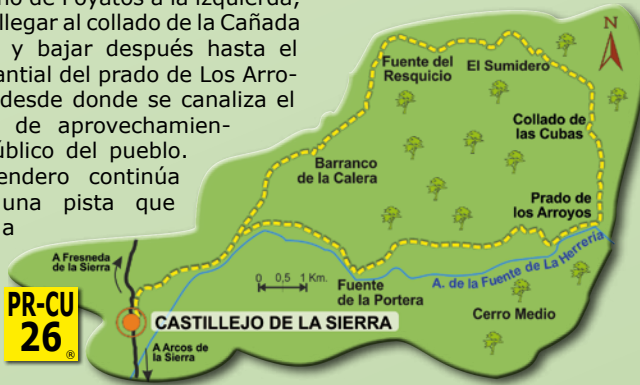 no de Poyatos a la izquierda,
llegar al collado de la Cañada
y bajar después hasta el
antial del prado de Los Arro-
desde donde se canaliza el
de aprovechamien-
úblico del pueblo.
endero continúa
una pista que
a
N
Fuente del
Resquicio
El Sumidero
Collado de
las Cubas
Barranco
de la Calera
Prado de
los Arroyos
A Fresneda
de la Sierra
0 0,5 1 Km.
Fuente
de la Portera
A. de la Fuente de La Herrería
Cerro Medio
PR-CU
26
®
CASTILLEJO DE LA SIERRA
A Arcos de
la Sierra